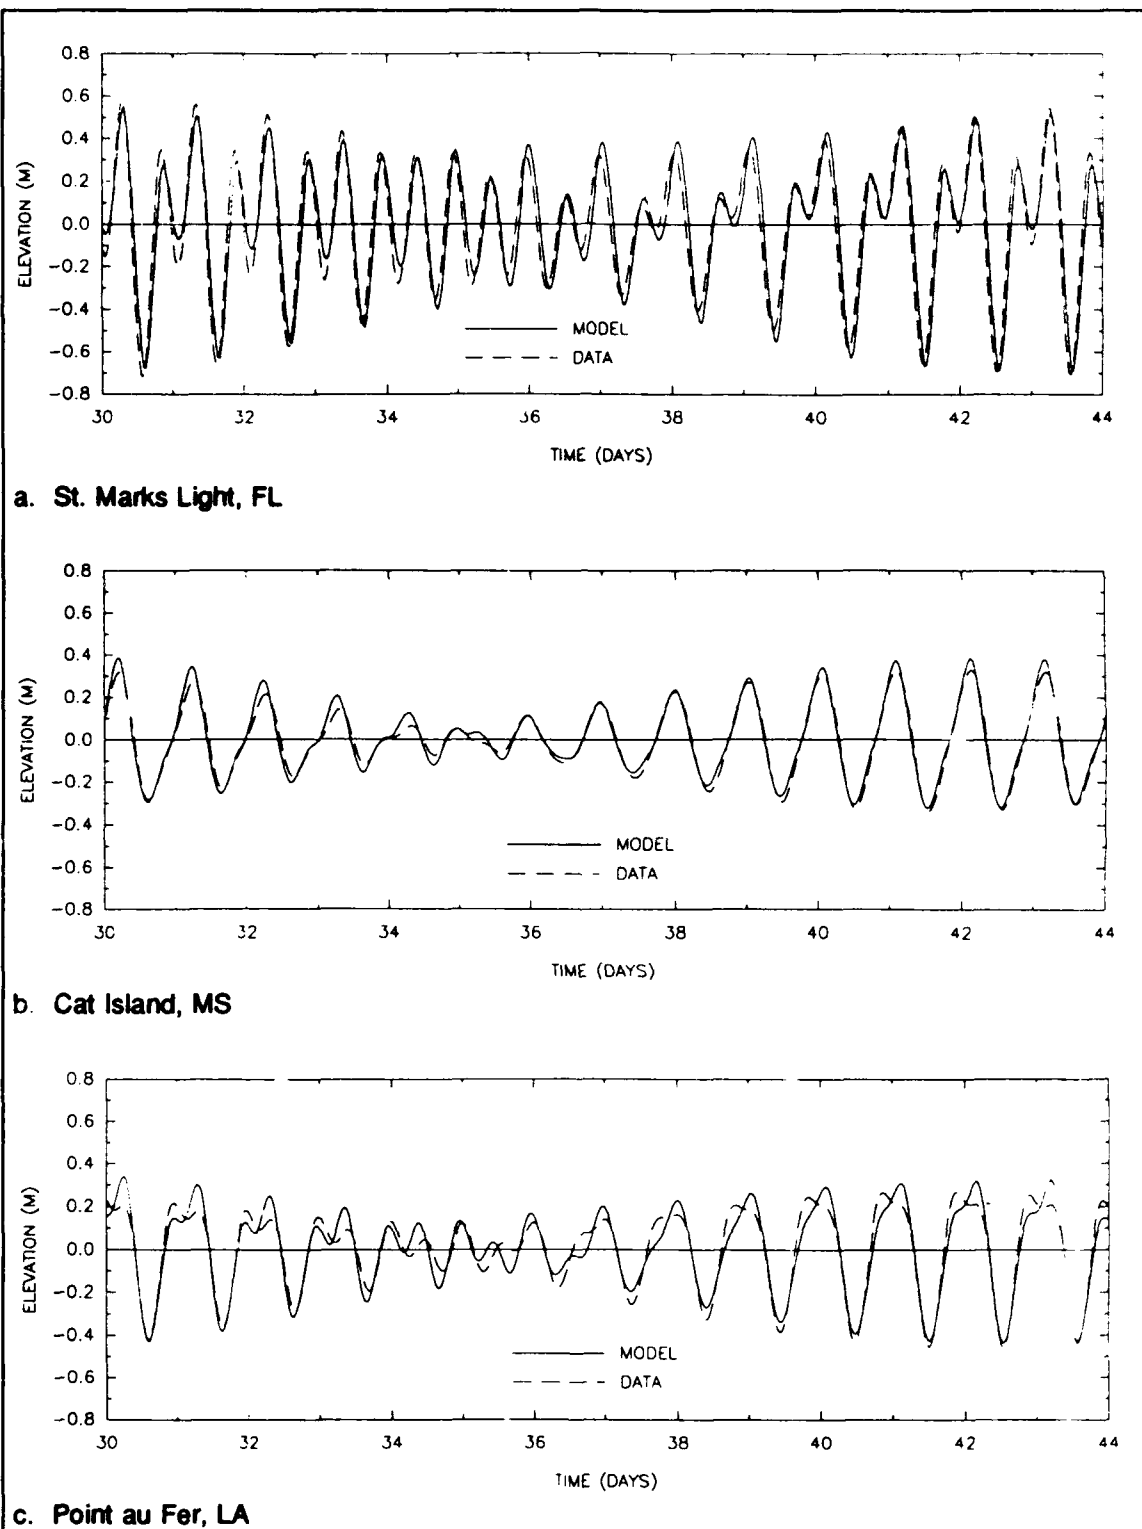 0.8
0.6
0.4
0.2
0.0
−0.2
−0.4
−0.6
−0.8
ELEVATION (M)
MODEL
DATA
30 32 34 36 38 40 42 44
TIME (DAYS)
a. St. Marks Light, FL
0.8
0.6
0.4
0.2
0.0
−0.2
−0.4
−0.6
−0.8
ELEVATION (M)
MODEL
DATA
30 32 34 36 38 40 42 44
TIME (DAYS)
b. Cat Island, MS
0.8
0.6
0.4
0.2
0.0
−0.2
−0.4
−0.6
−0.8
ELEVATION (M)
MODEL
DATA
30 32 34 36 38 40 42 44
TIME (DAYS)
c. Point au Fer, LA